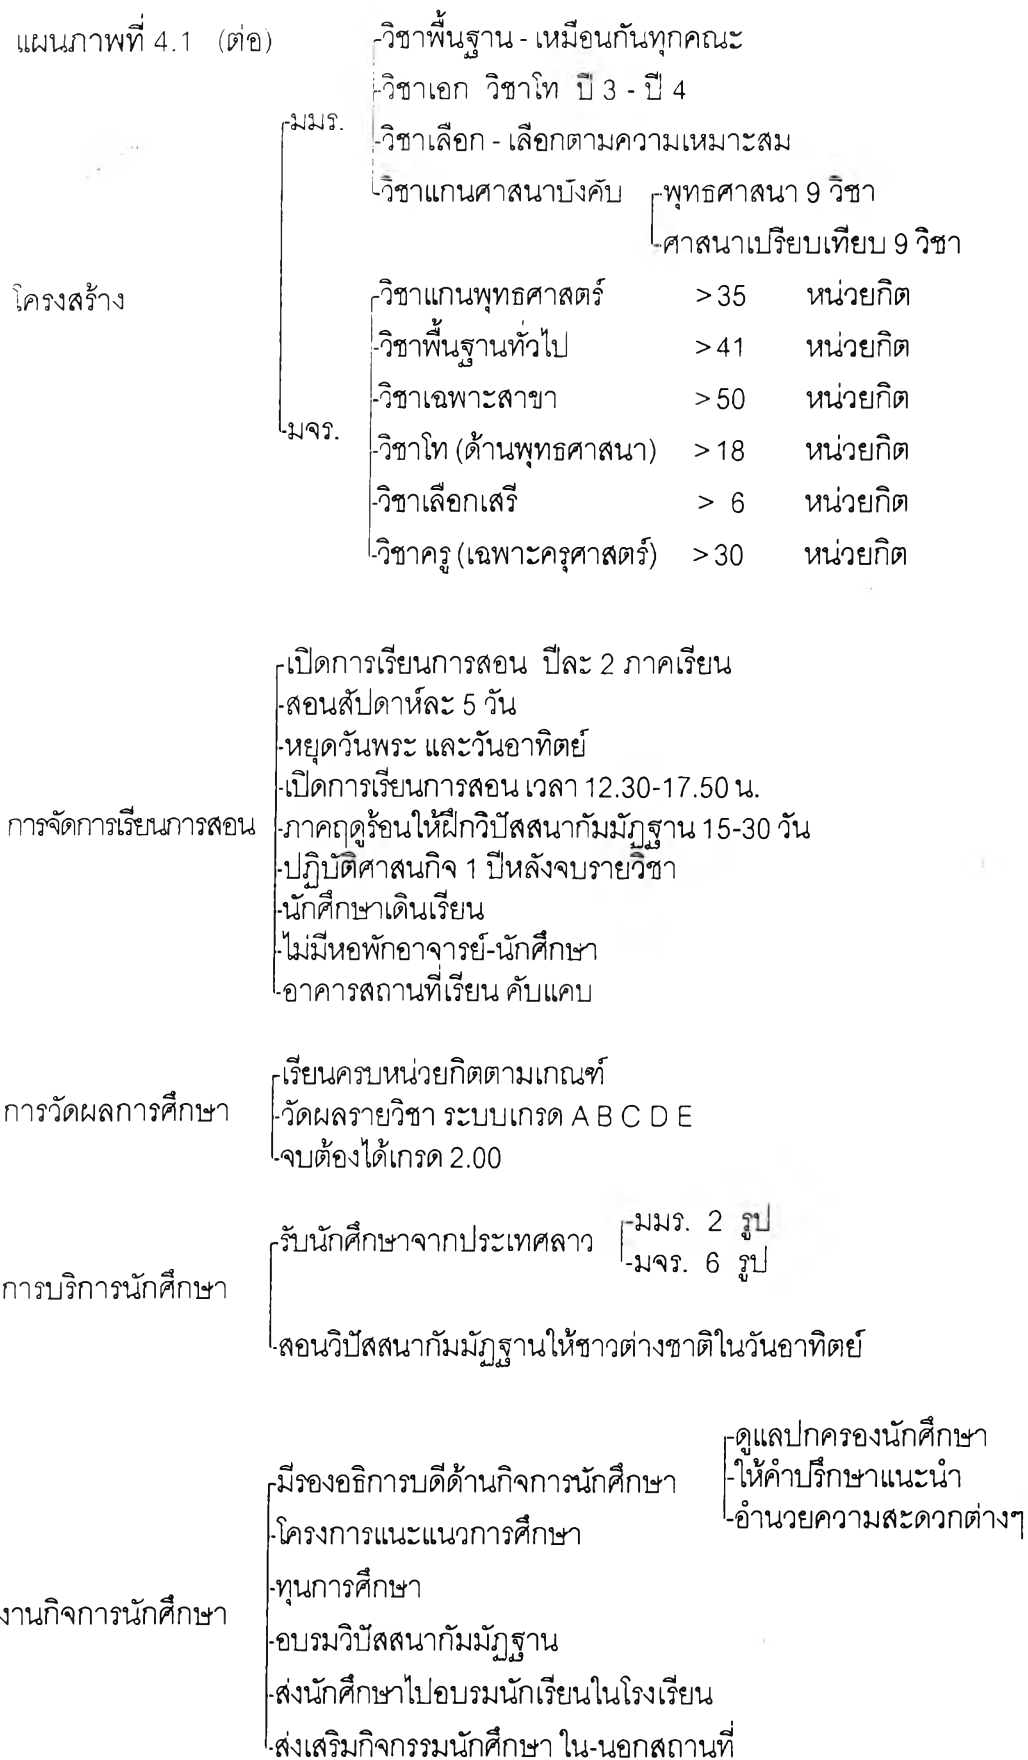 แผนภาพที่ 4.1 (ต่อ)
วิชาพื้นฐาน - เหมือนกันทุกคณะ
วิชาเอก วิชาโท ปี 3 - ปี 4
มมร.
วิชาเลือก - เลือกตามความเหมาะสม
วิชาแกนศาสนาบังคับ
พุทธศาสนา 9 วิชา
ศาสนาเปรียบเทียบ 9 วิชา
โครงสร้าง
วิชาแกนพุทธศาสตร์ >35 หน่วยกิต
วิชาพื้นฐานทั่วไป >41 หน่วยกิต
วิชาเฉพาะสาขา >50 หน่วยกิต
มจร.
วิชาโท (ด้านพุทธศาสนา) >18 หน่วยกิต
วิชาเลือกเสรี > 6 หน่วยกิต
วิชาครู (เฉพาะครุศาสตร์) >30 หน่วยกิต
การจัดการเรียนการสอน
เปิดการเรียนการสอน ปีละ 2 ภาคเรียน
สอนสัปดาห์ละ 5 วัน
หยุดวันพระ และวันอาทิตย์
เปิดการเรียนการสอน เวลา 12.30-17.50 น.
ภาคฤดูร้อนให้ฝึกวิปัสสนากัมมัฏฐาน 15-30 วัน
ปฏิบัติศาสนกิจ 1 ปีหลังจบรายวิชา
นักศึกษาเดินเรียน
ไม่มีหอพักอาจารย์-นักศึกษา
อาคารสถานที่เรียน คับแคบ
การวัดผลการศึกษา
เรียนครบหน่วยกิตตามเกณฑ์
วัดผลรายวิชา ระบบเกรด A B C D E
จบต้องได้เกรด 2.00
การบริการนักศึกษา
รับนักศึกษาจากประเทศลาว
มมร. 2 รูป
มจร. 6 รูป
สอนวิปัสสนากัมมัฏฐานให้ชาวต่างชาติในวันอาทิตย์
งานกิจการนักศึกษา
มีรองอธิการบดีด้านกิจการนักศึกษา
ดูแลปกครองนักศึกษา
ให้คำปรึกษาแนะนำ
อำนวยความสะดวกต่างๆ
โครงการแนะแนวการศึกษา
ทุนการศึกษา
อบรมวิปัสสนากัมมัฏฐาน
ส่งนักศึกษาไปอบรมนักเรียนในโรงเรียน
ส่งเสริมกิจกรรมนักศึกษา ใน-นอกสถานที่